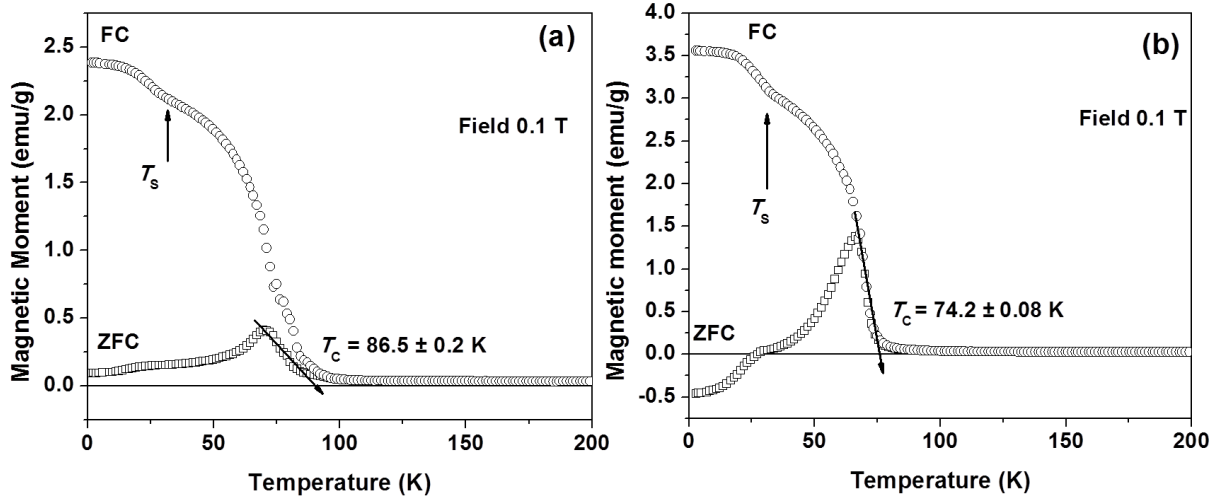 (a)
FC
Field 0.1 T
T_S
ZFC
T_C = 86.5 ± 0.2 K
Magnetic Moment (emu/g)
2.5
2.0
1.5
1.0
0.5
0.0
0 50 100 150 200
Temperature (K)
(b)
FC
Field 0.1 T
T_S
ZFC
T_C = 74.2 ± 0.08 K
Magnetic moment (emu/g)
4.0
3.5
3.0
2.5
2.0
1.5
1.0
0.5
0.0
-0.5
0 50 100 150 200
Temperature (K)